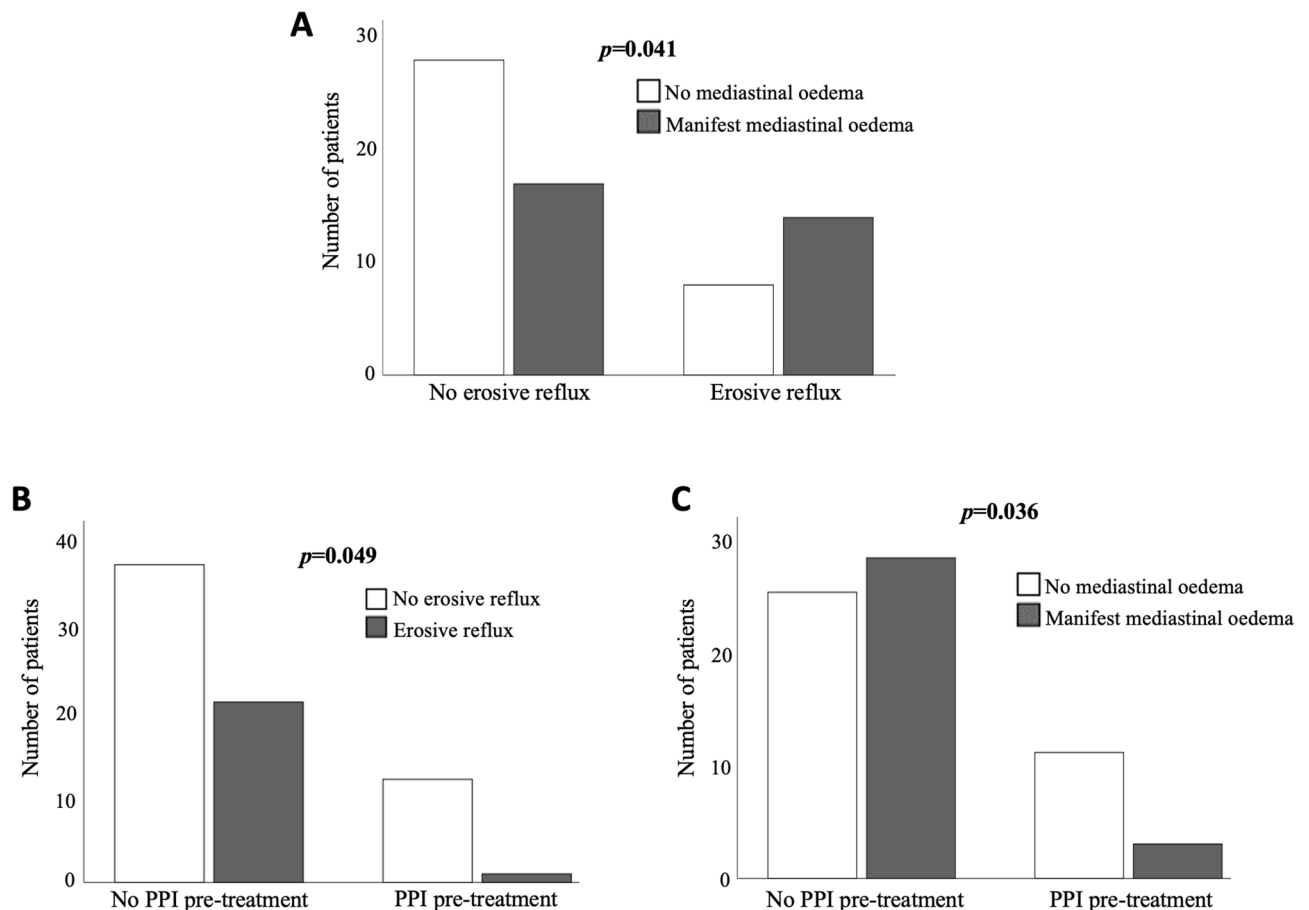 A
p=0.041
No mediastinal oedema
Manifest mediastinal oedema
Number of patients
30
20
10
0
No erosive reflux
Erosive reflux
B
p=0.049
No erosive reflux
Erosive reflux
Number of patients
40
30
20
10
0
No PPI pre-treatment
PPI pre-treatment
C
p=0.036
No mediastinal oedema
Manifest mediastinal oedema
Number of patients
30
20
10
0
No PPI pre-treatment
PPI pre-treatment